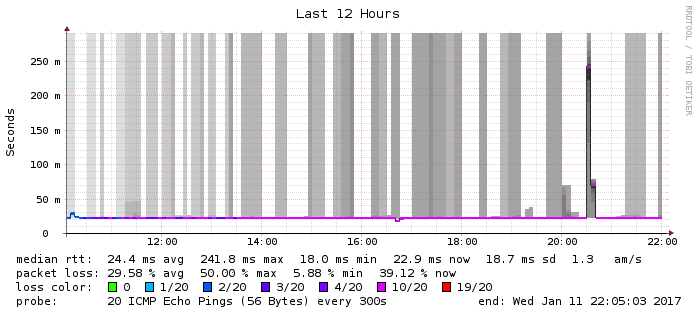 Last 12 Hours
RRDTOOL / TOBI OETIKER
Seconds
250 m
200 m
150 m
100 m
50 m
0
12:00 14:00 16:00 18:00 20:00 22:00
median rtt: 24.4 ms avg 241.8 ms max 18.0 ms min 22.9 ms now 18.7 ms sd 1.3 am/s
packet loss: 29.58 % avg 50.00 % max 5.88 % min 39.12 % now
loss color: 0 1/20 2/20 3/20 4/20 10/20 19/20
probe: 20 ICMP Echo Pings (56 Bytes) every 300s end: Wed Jan 11 22:05:03 2017